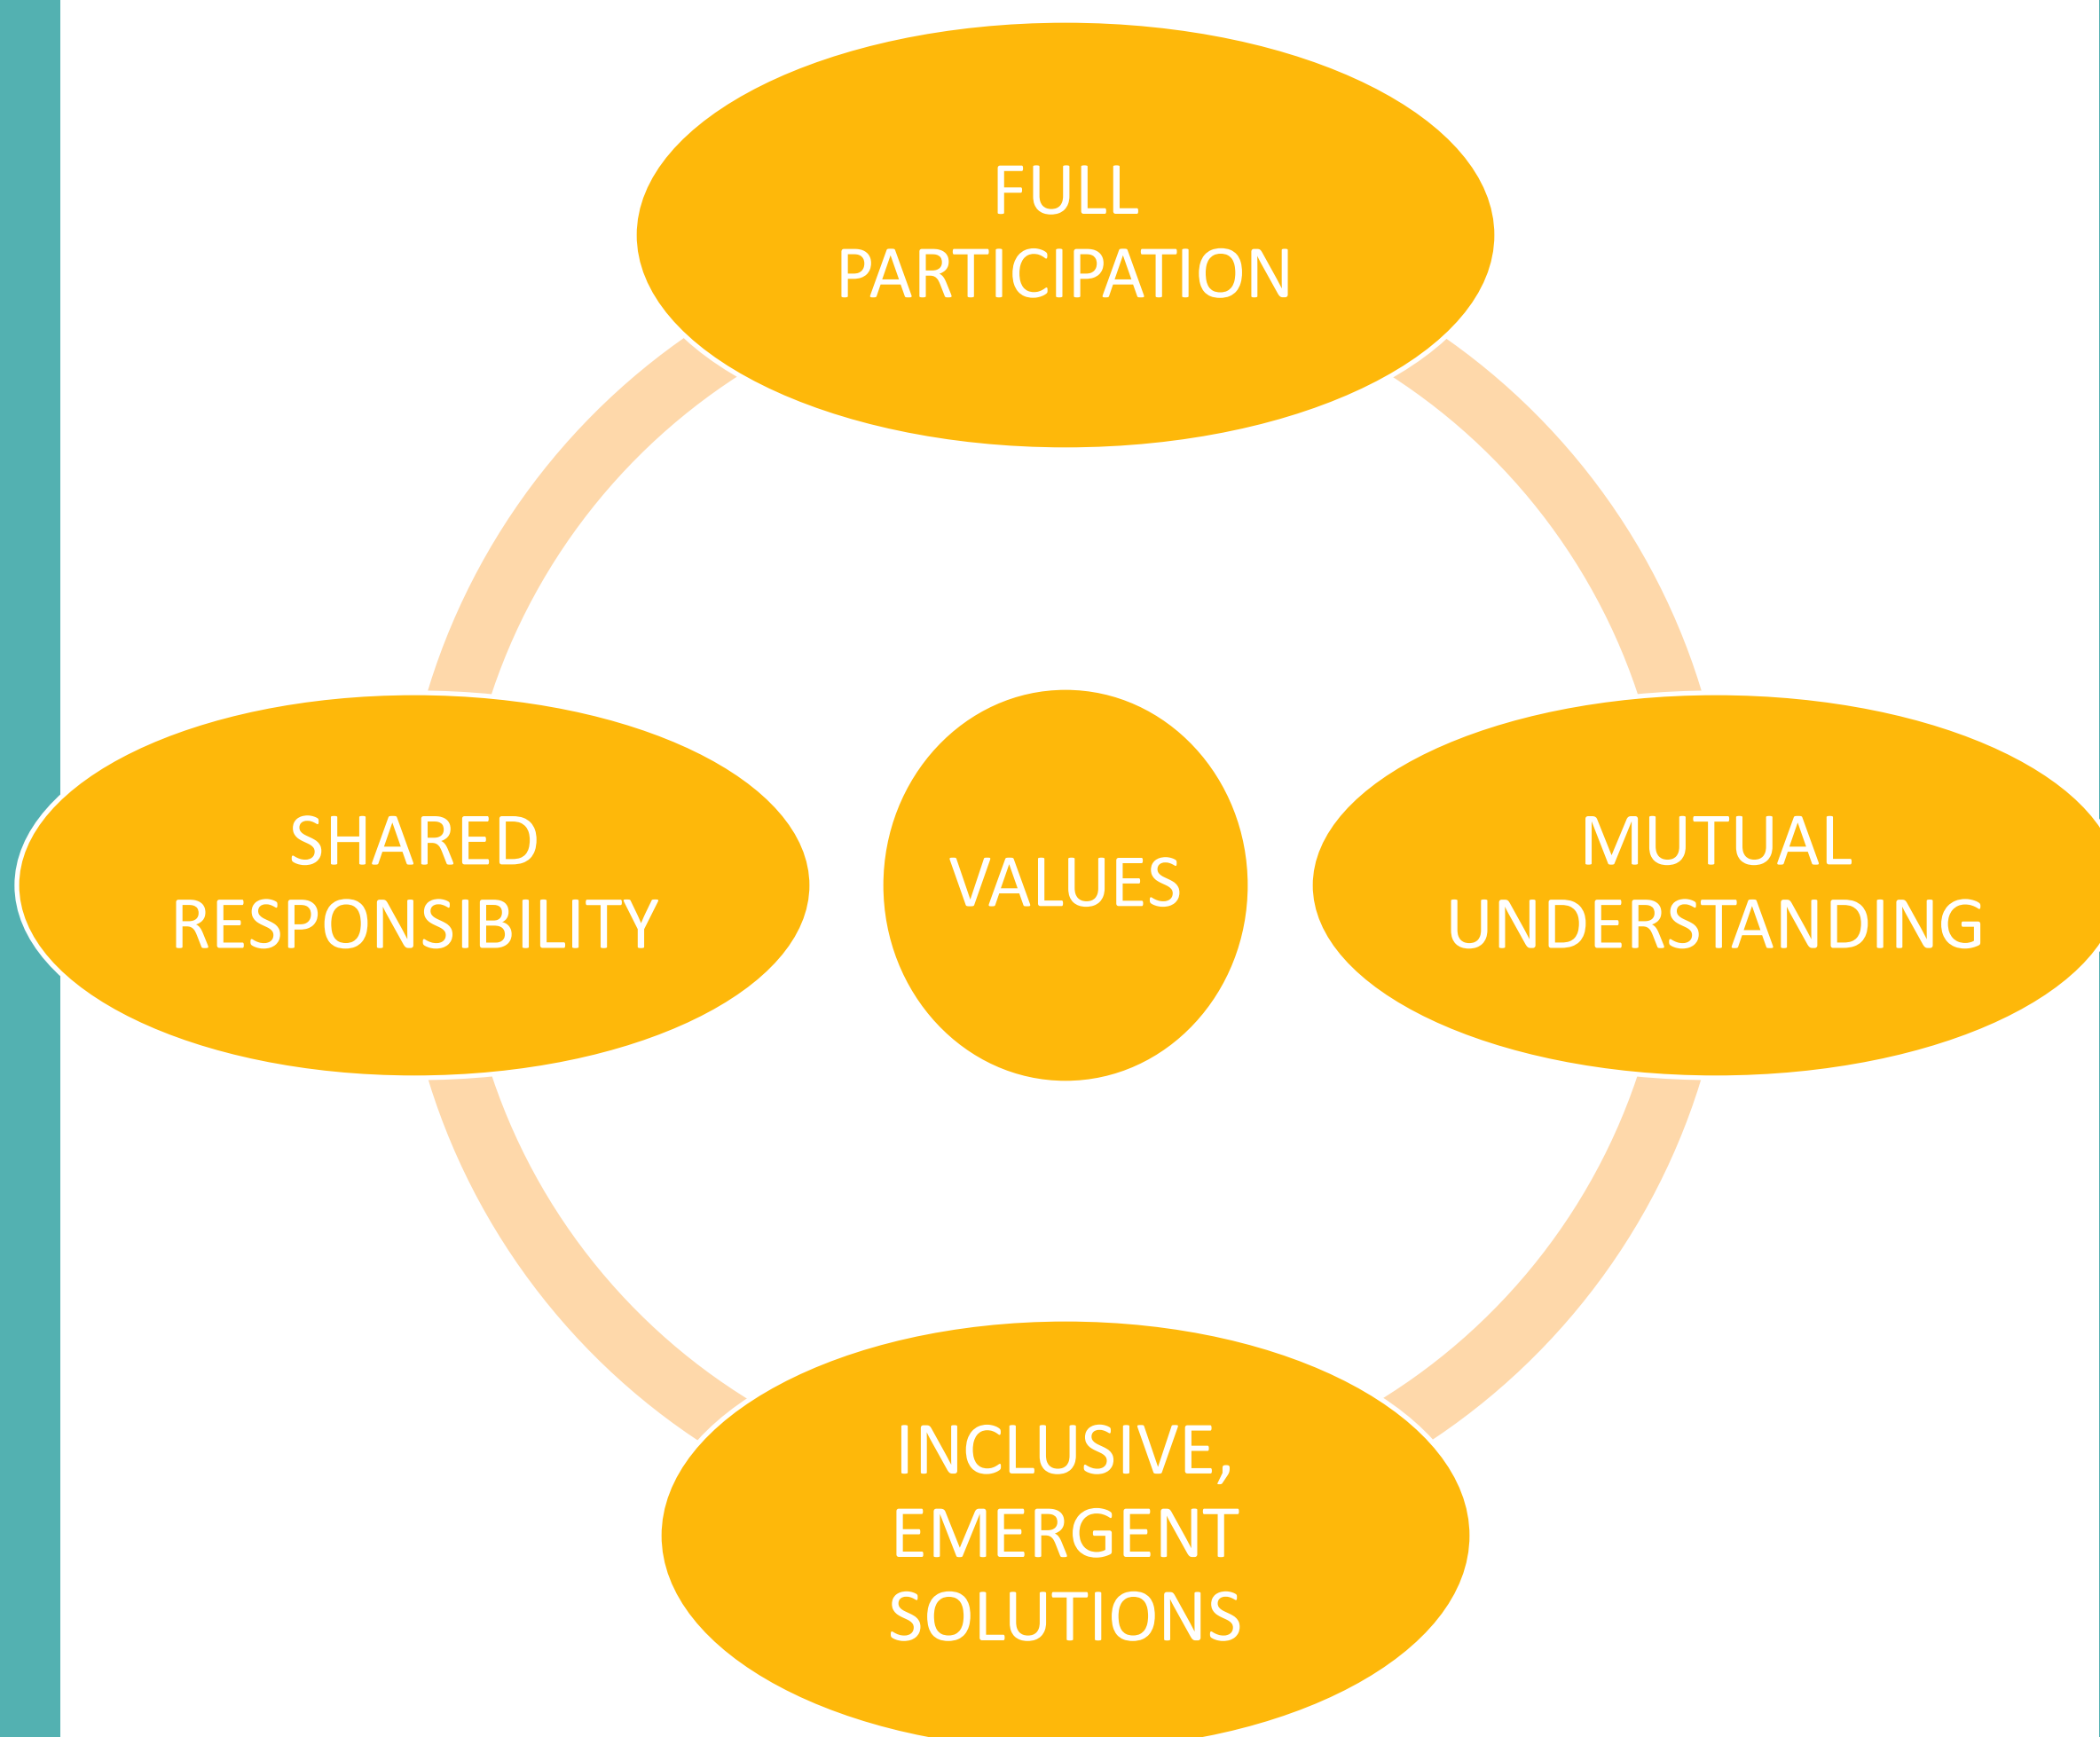 FULL
PARTICIPATION
SHARED
RESPONSIBILITY
VALUES
MUTUAL
UNDERSTANDING
INCLUSIVE,
EMERGENT
SOLUTIONS